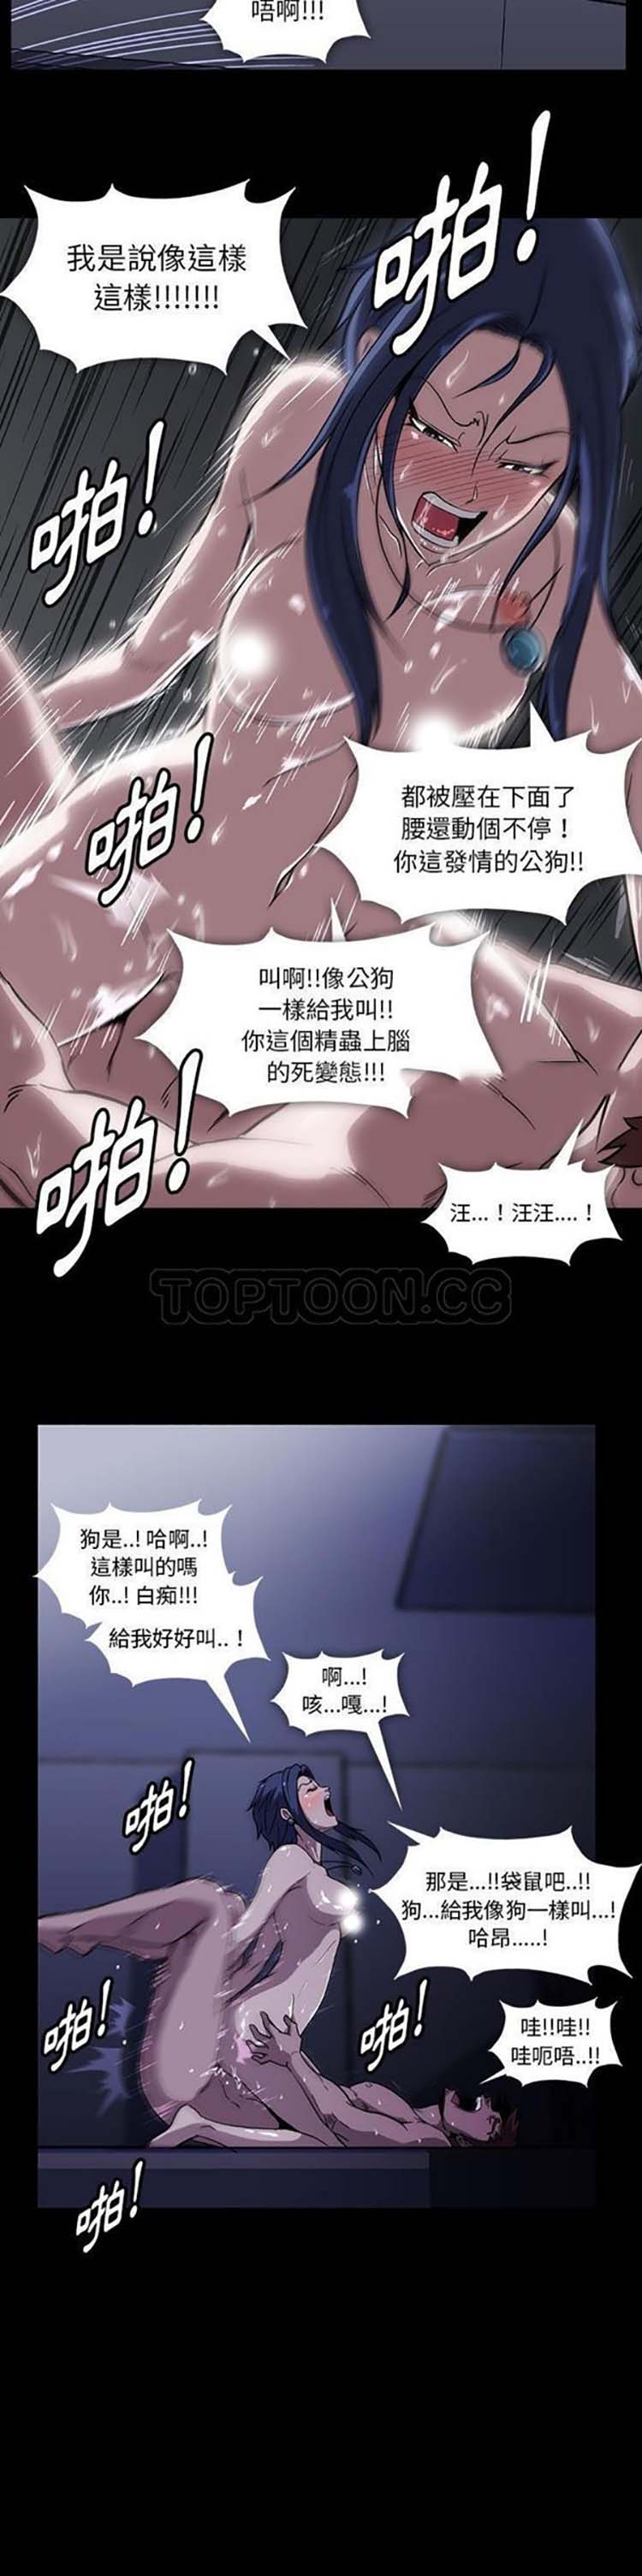 唔啊!!!
啪!
我是說像這樣
這樣!!!!!!!
啪!
啪!
都被壓在下面了
腰還動個不停！
你這發情的公狗!!
叫啊!!像公狗
一樣給我叫!!
你這個精蟲上腦
的死變態!!!
啪!
汪...！汪汪....！
TOPTOON.CC
狗是..! 哈啊..!
這樣叫的嗎
你..! 白痴!!!
給我好好叫..！
啊...!
咳...嘎...!
啪!
那是...!!袋鼠吧..!!
狗...給我像狗一樣叫...!
哈昂.....!
啪!
啪!
哇!!哇!!
哇呃唔..!!
啪!